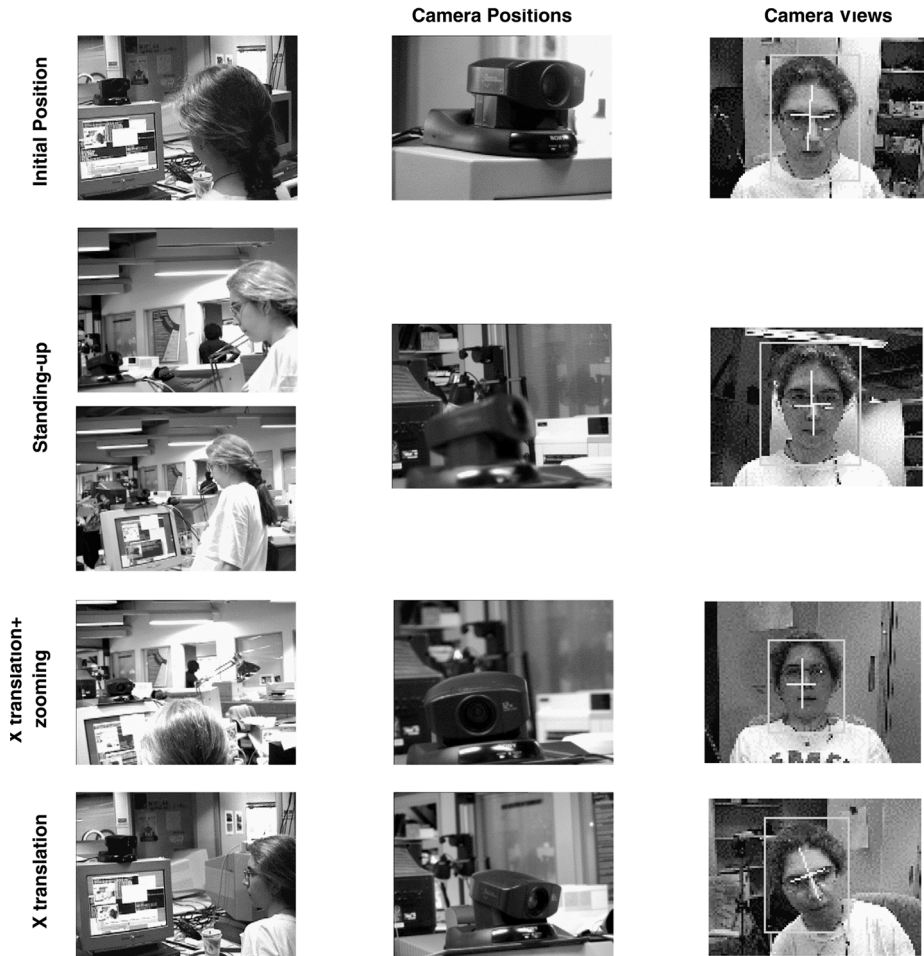 Camera Positions
Camera Views
Initial Position
Standing-up
X translation+
zooming
X translation